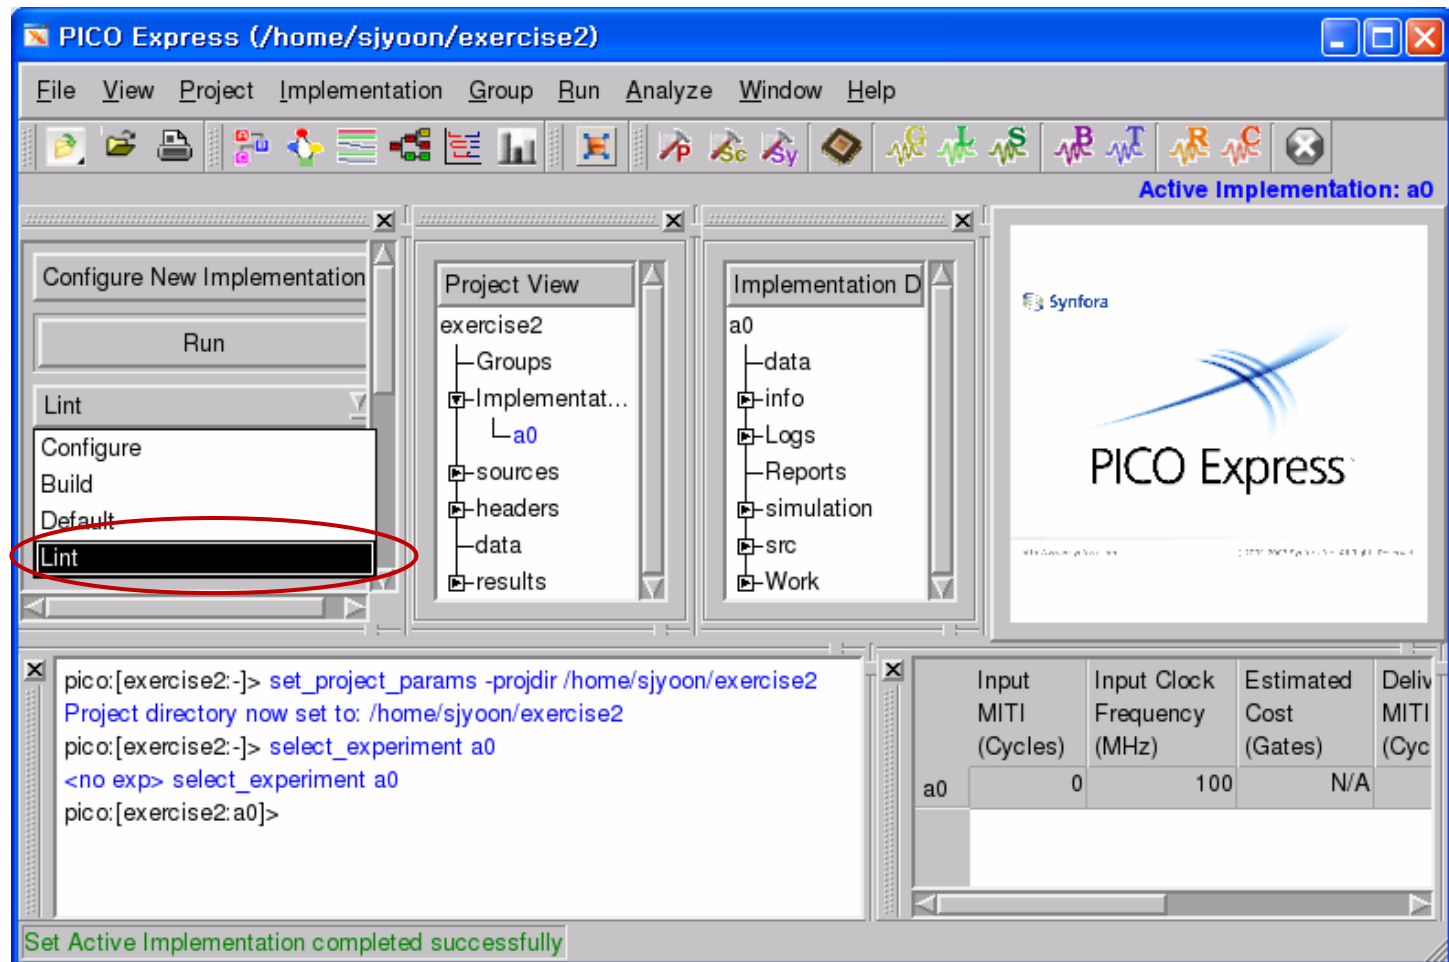 PICO Express (/home/sjyoon/exercise2)
File View Project Implementation Group Run Analyze Window Help
P Sc Sy G L S B T R C
Active Implementation: a0
Configure New Implementation
Run
Lint
Configure
Build
Default
Lint
Project View
exercise2
Groups
Implementat...
a0
sources
headers
data
results
Implementation D
a0
data
info
Logs
Reports
simulation
src
Work
Synfora
PICO Express
pico:[exercise2:-]> set_project_params -projdir /home/sjyoon/exercise2
Project directory now set to: /home/sjyoon/exercise2
pico:[exercise2:-]> select_experiment a0
<no exp> select_experiment a0
pico:[exercise2:a0]>
Input MITI (Cycles)
Input Clock Frequency (MHz)
Estimated Cost (Gates)
Deliv MITI (Cyc
a0 0 100 N/A
Set Active Implementation completed successfully